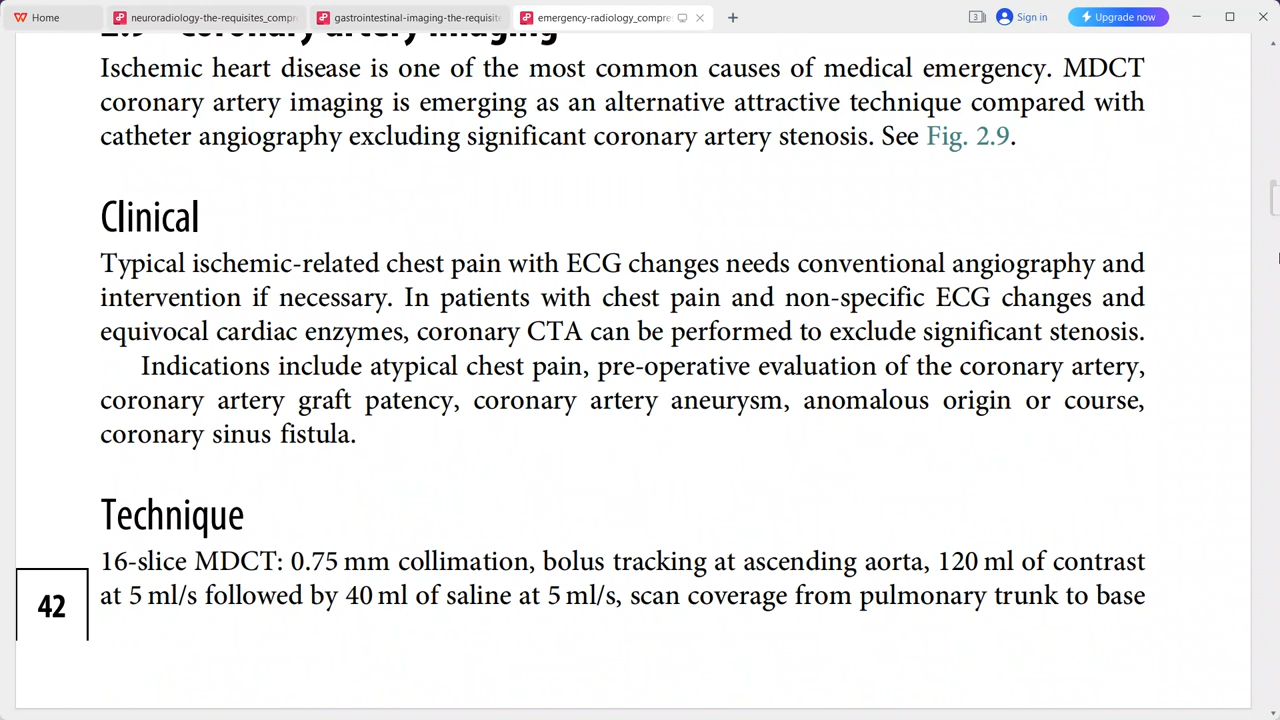 Home
neuroradiology-the-requisites_compr
gastrointestinal-imaging-the-requisite
emergency-radiology_compre
3
Sign in
Upgrade now
2.9 Coronary artery imaging
Ischemic heart disease is one of the most common causes of medical emergency. MDCT
coronary artery imaging is emerging as an alternative attractive technique compared with
catheter angiography excluding significant coronary artery stenosis. See Fig. 2.9.
Clinical
Typical ischemic-related chest pain with ECG changes needs conventional angiography and
intervention if necessary. In patients with chest pain and non-specific ECG changes and
equivocal cardiac enzymes, coronary CTA can be performed to exclude significant stenosis.
Indications include atypical chest pain, pre-operative evaluation of the coronary artery,
coronary artery graft patency, coronary artery aneurysm, anomalous origin or course,
coronary sinus fistula.
Technique
16-slice MDCT: 0.75 mm collimation, bolus tracking at ascending aorta, 120 ml of contrast
at 5 ml/s followed by 40 ml of saline at 5 ml/s, scan coverage from pulmonary trunk to base
42